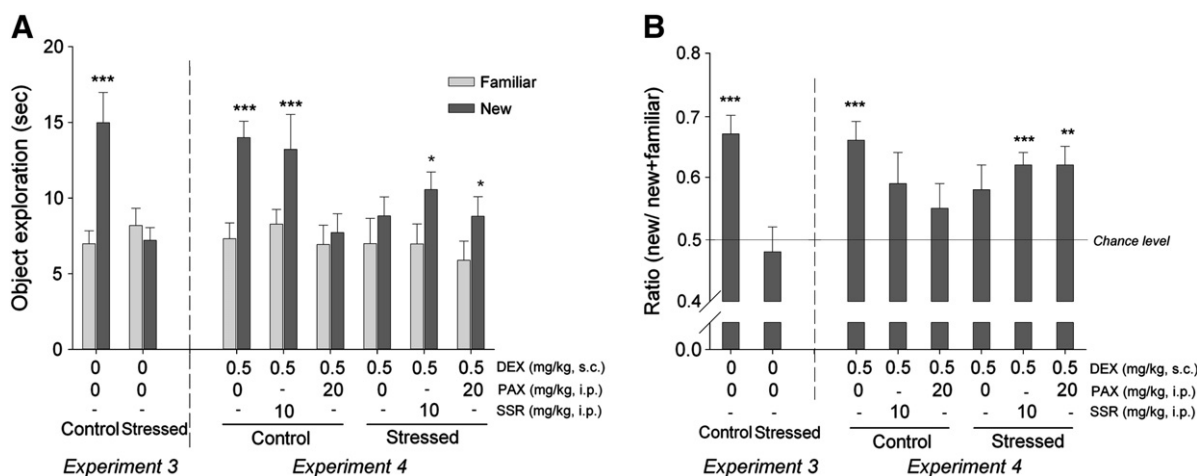 A
Object exploration (sec)
20
15
10
5
0
Familiar
New
*** *** *** * *
0 0 0.5 0.5 0.5 0.5 0.5 0.5 DEX (mg/kg, s.c.)
0 0 0 - 20 0 - 20 PAX (mg/kg, i.p.)
- - - 10 - - 10 - SSR (mg/kg, i.p.)
Control Stressed Control Stressed
Experiment 3 Experiment 4
B
Ratio (new/ new+familiar)
0.8
0.7
0.6
0.5
0.4
0.0
*** *** *** **
Chance level
0 0 0.5 0.5 0.5 0.5 0.5 0.5 DEX (mg/kg, s.c.)
0 0 0 - 20 0 - 20 PAX (mg/kg, i.p.)
- - - 10 - - 10 - SSR (mg/kg, i.p.)
Control Stressed Control Stressed
Experiment 3 Experiment 4